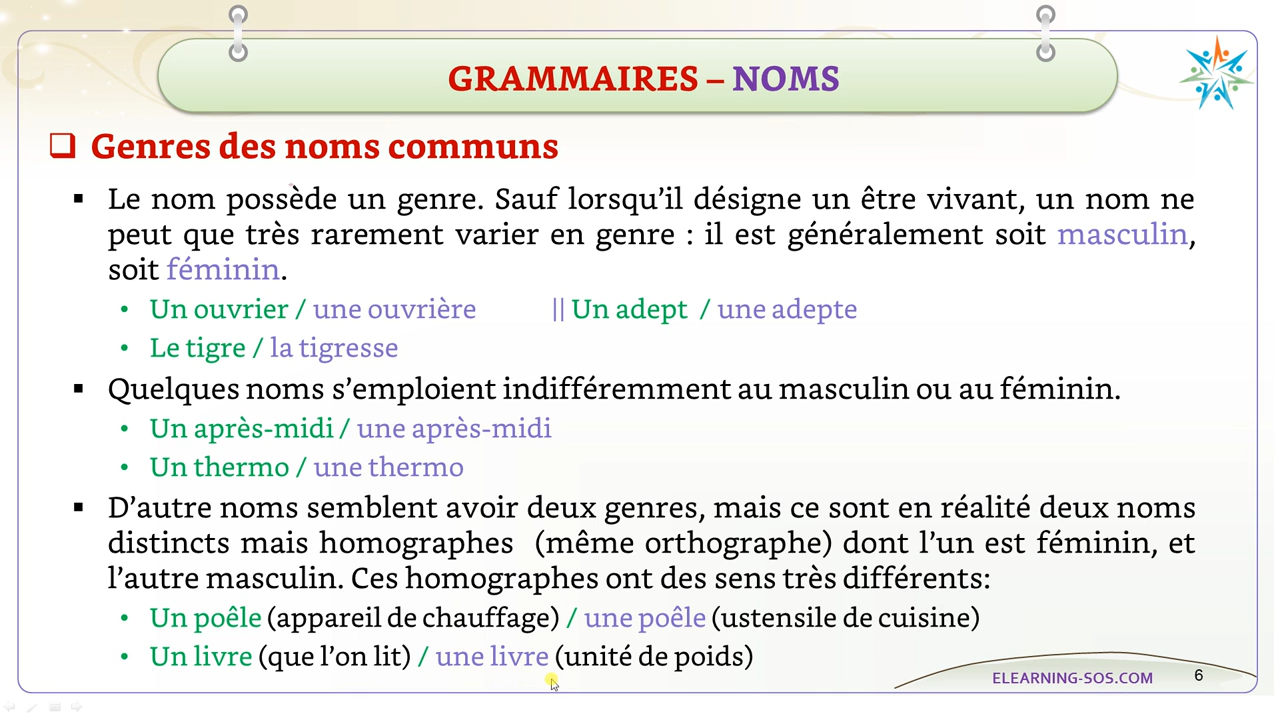 GRAMMAIRES – NOMS
❑ Genres des noms communs
▪ Le nom possède un genre. Sauf lorsqu’il désigne un être vivant, un nom ne
peut que très rarement varier en genre : il est généralement soit masculin,
soit féminin.
• Un ouvrier / une ouvrière || Un adept / une adepte
• Le tigre / la tigresse
▪ Quelques noms s’emploient indifféremment au masculin ou au féminin.
• Un après-midi / une après-midi
• Un thermo / une thermo
▪ D’autre noms semblent avoir deux genres, mais ce sont en réalité deux noms
distincts mais homographes (même orthographe) dont l’un est féminin, et
l’autre masculin. Ces homographes ont des sens très différents:
• Un poêle (appareil de chauffage) / une poêle (ustensile de cuisine)
• Un livre (que l’on lit) / une livre (unité de poids)
ELEARNING-SOS.COM 6